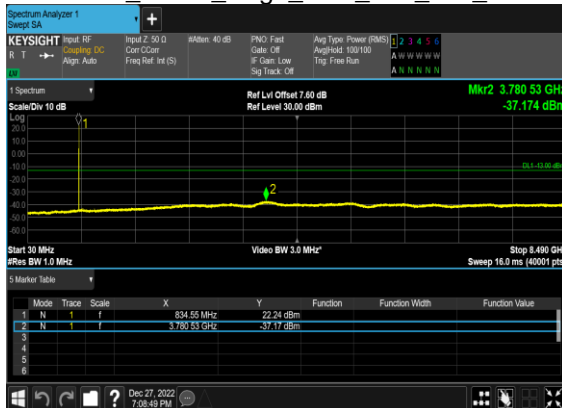 Spectrum Analyzer 1
Swept SA
+
KEYSIGHT Input: RF Input Z: 50 Ω #Atten: 40 dB PNO: Fast Avg Type: Power (RMS) 1 2 3 4 5 6
R T Coupling: DC Corr CCorr Gate: Off Avg|Hold: 100/100 A W W W W W
Align: Auto Freq Ref: Int (S) IF Gain: Low Trig: Free Run
Sig Track: Off A N N N N N
1 Spectrum Ref Lvl Offset 7.60 dB Mkr2 3.780 53 GHz
Scale/Div 10 dB Ref Level 30.00 dBm -37.174 dBm
Log
20.0
10.0
0.00
-10.0
-20.0
-30.0
-40.0
-50.0
-60.0
1
2
DL1 -13.00 dBm
Start 30 MHz Video BW 3.0 MHz* Stop 8.490 GHz
#Res BW 1.0 MHz Sweep 16.0 ms (40001 pts)
5 Marker Table
Mode Trace Scale X Y Function Function Width Function Value
1 N 1 f 834.55 MHz 22.24 dBm
2 N 1 f 3.780 53 GHz -37.17 dBm
3
4
5
6
? Dec 27, 2022
7:08:49 PM